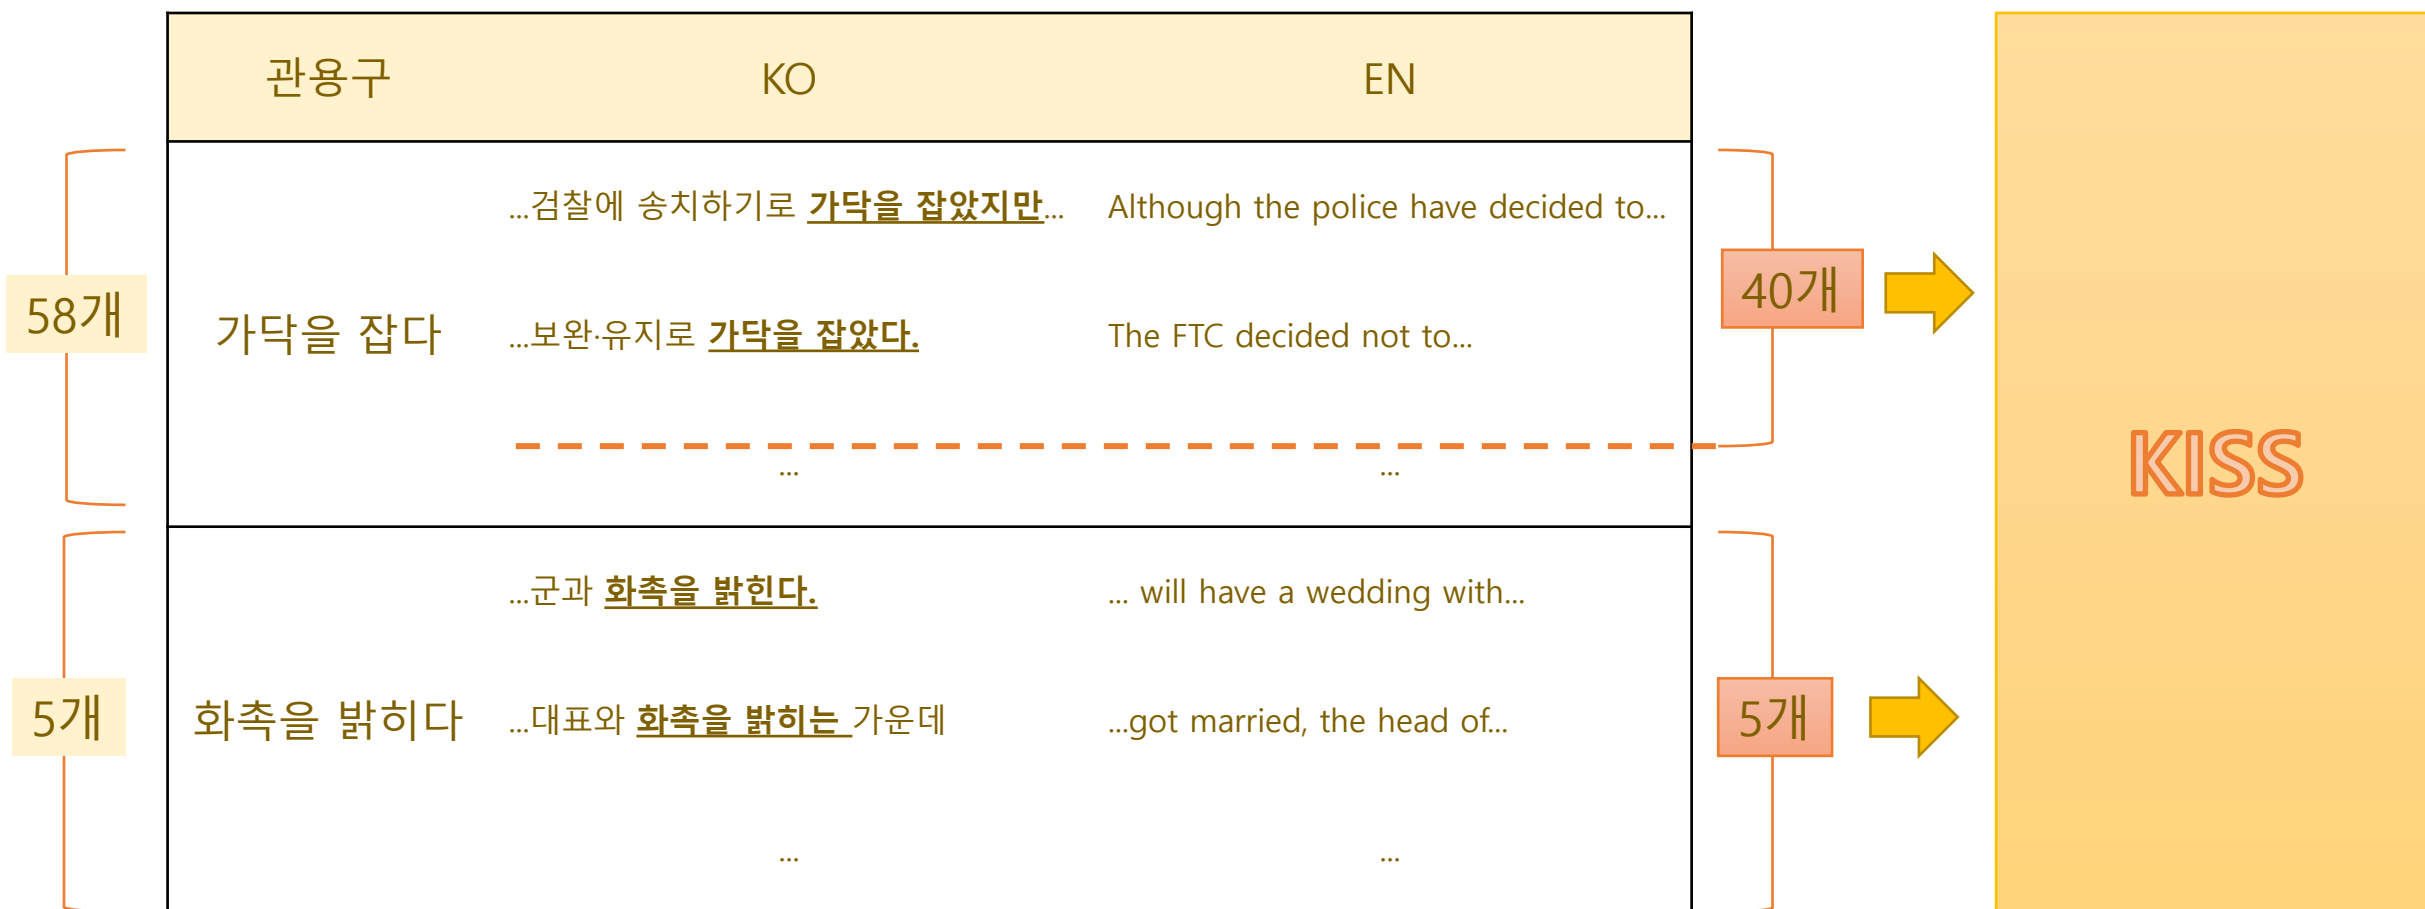 관용구 KO EN
...검찰에 송치하기로 가닥을 잡았지만... Although the police have decided to...
58개 40개
가닥을 잡다 ...보완·유지로 가닥을 잡았다. The FTC decided not to...
... ...
KISS
...군과 화촉을 밝힌다. ... will have a wedding with...
5개 화촉을 밝히다 ...대표와 화촉을 밝히는 가운데 ...got married, the head of... 5개
... ...